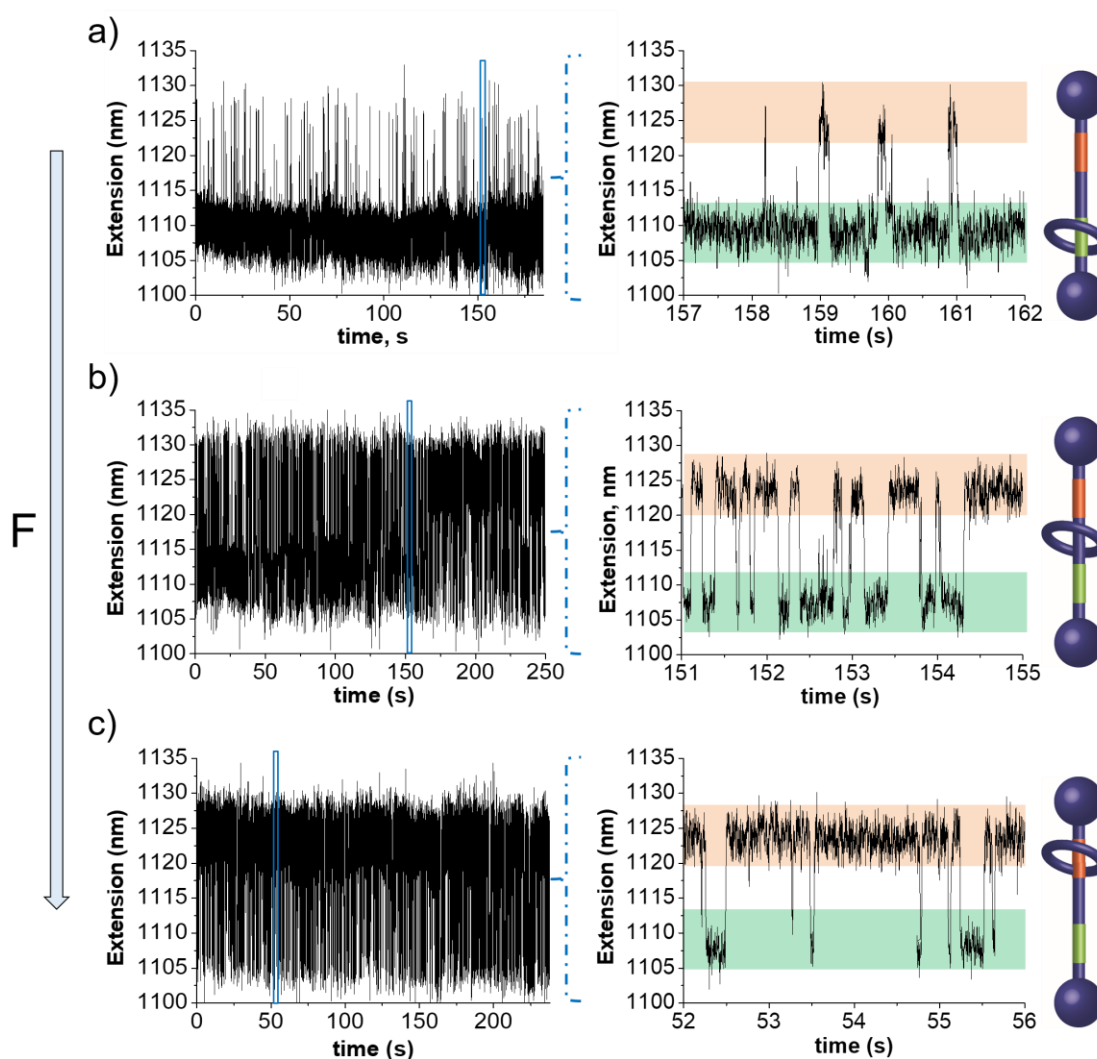 a)
Extension (nm)
1135
1130
1125
1120
1115
1110
1105
1100
0 50 100 150
time, s
Extension (nm)
1135
1130
1125
1120
1115
1110
1105
1100
157 158 159 160 161 162
time (s)
F
b)
Extension (nm)
1135
1130
1125
1120
1115
1110
1105
1100
0 50 100 150 200 250
time (s)
Extension, nm
1135
1130
1125
1120
1115
1110
1105
1100
151 152 153 154 155
time (s)
c)
Extension (nm)
1135
1130
1125
1120
1115
1110
1105
1100
0 50 100 150 200
time (s)
Extension (nm)
1135
1130
1125
1120
1115
1110
1105
1100
52 53 54 55 56
time (s)